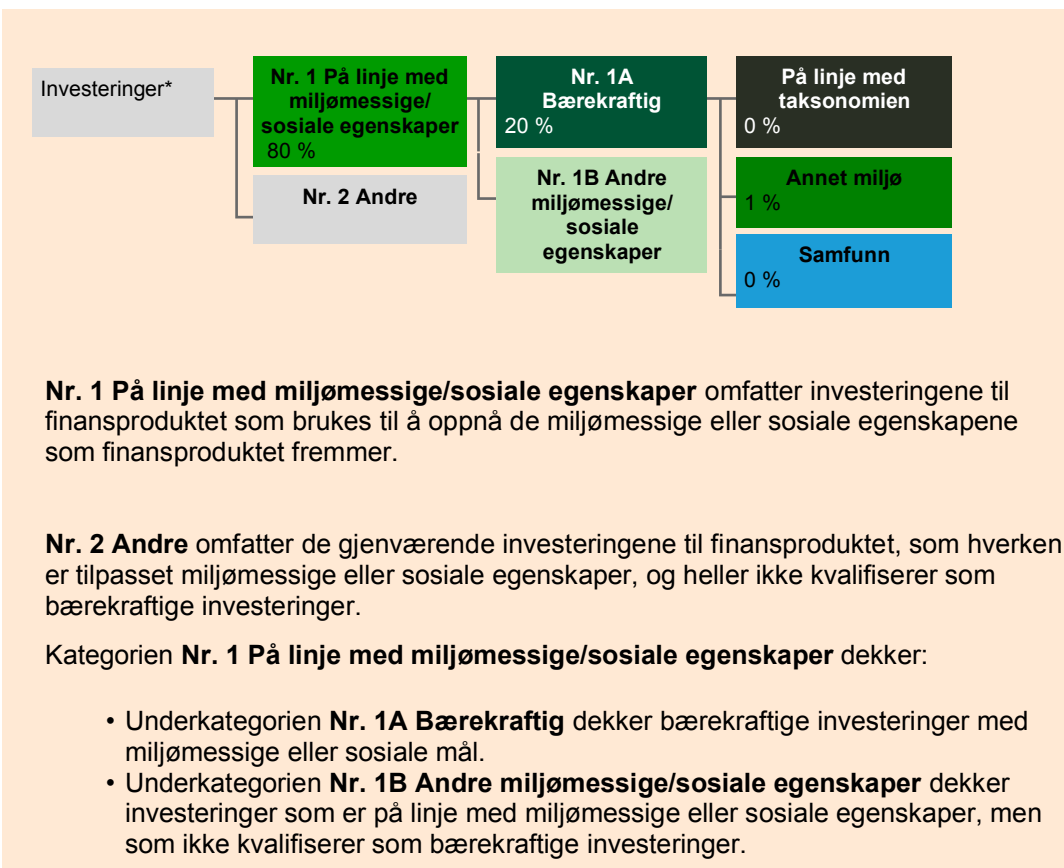 Investeringer*
Nr. 1 På linje med
miljømessige/
sosiale egenskaper
80 %
Nr. 2 Andre
Nr. 1A
Bærekraftig
20 %
Nr. 1B Andre
miljømessige/
sosiale
egenskaper
På linje med
taksonomien
0 %
Annet miljø
1 %
Samfunn
0 %
Nr. 1 På linje med miljømessige/sosiale egenskaper omfatter investeringene til
finansproduktet som brukes til å oppnå de miljømessige eller sosiale egenskapene
som finansproduktet fremmer.
Nr. 2 Andre omfatter de gjenværende investeringene til finansproduktet, som hverken
er tilpasset miljømessige eller sosiale egenskaper, og heller ikke kvalifiserer som
bærekraftige investeringer.
Kategorien Nr. 1 På linje med miljømessige/sosiale egenskaper dekker:
• Underkategorien Nr. 1A Bærekraftig dekker bærekraftige investeringer med
miljømessige eller sosiale mål.
• Underkategorien Nr. 1B Andre miljømessige/sosiale egenskaper dekker
investeringer som er på linje med miljømessige eller sosiale egenskaper, men
som ikke kvalifiserer som bærekraftige investeringer.